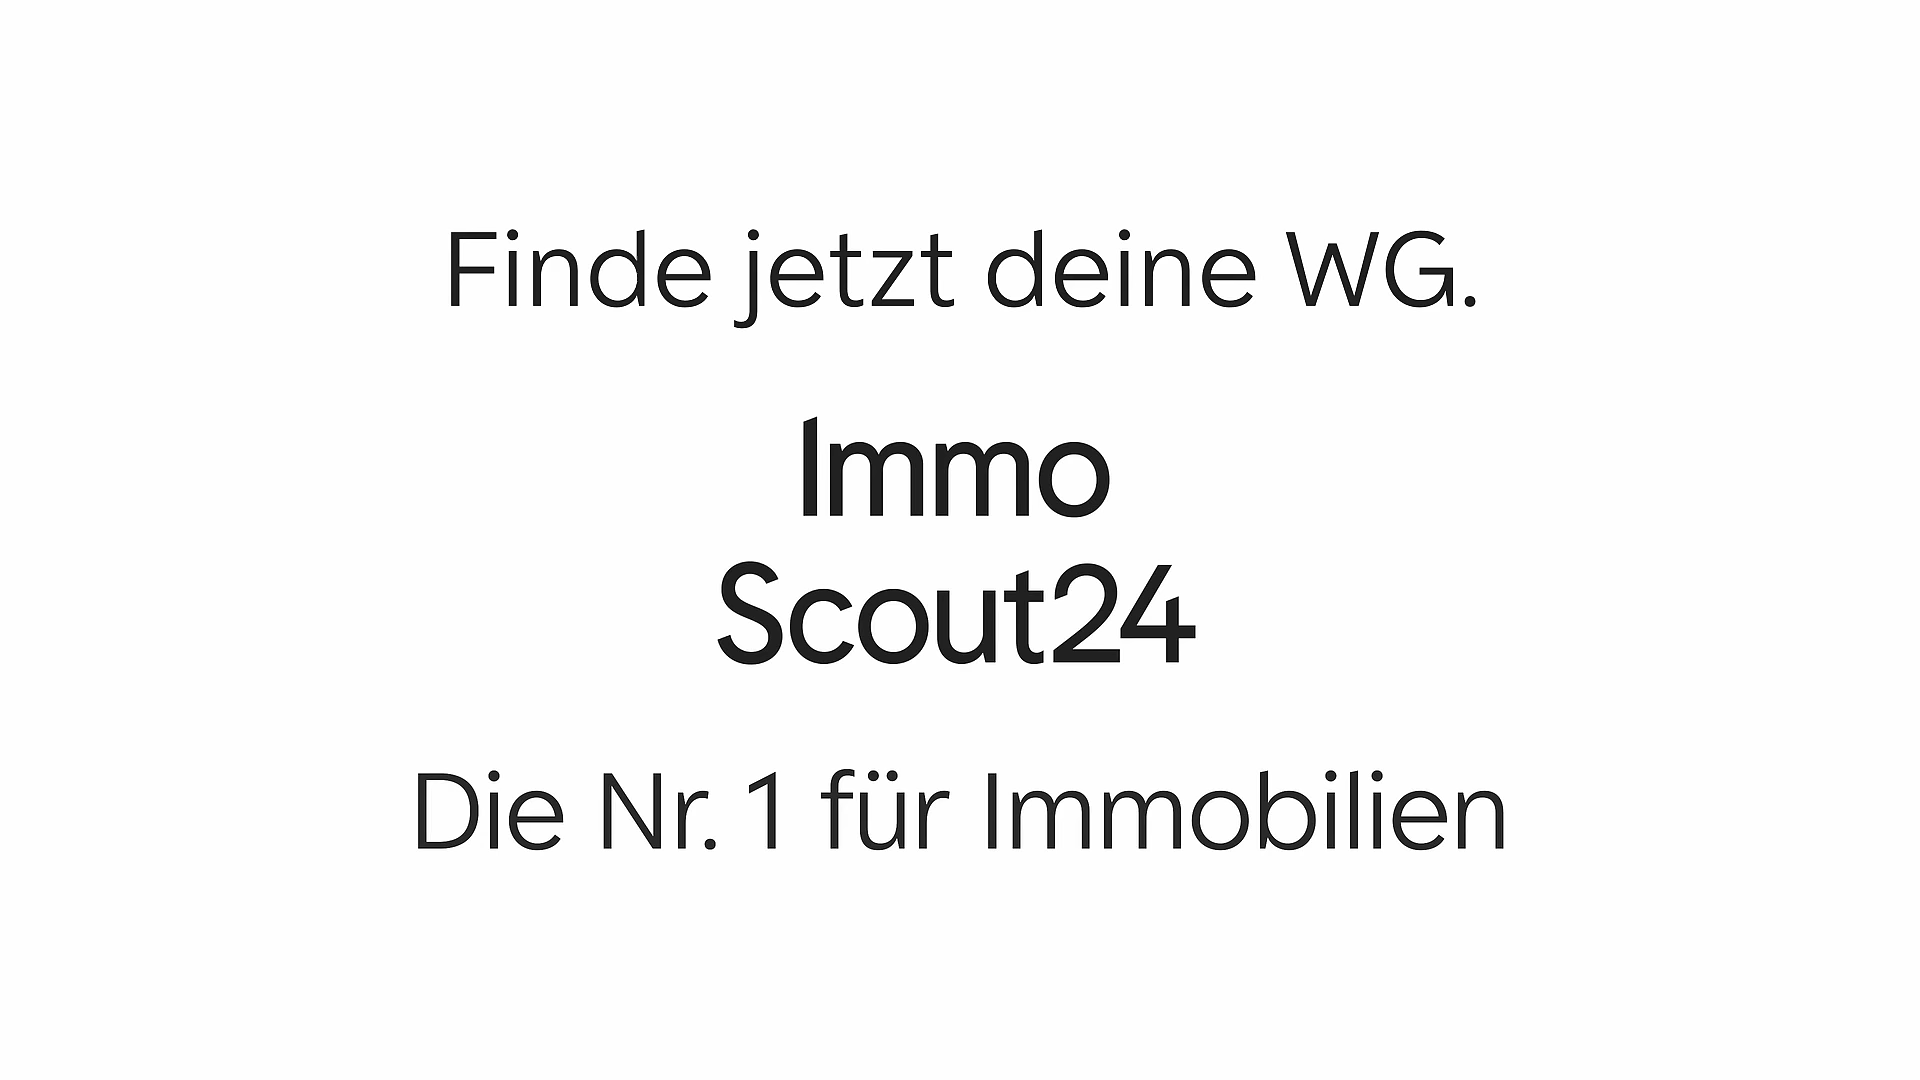 Finde jetzt deine WG.
Immo
Scout24
Die Nr. 1 für Immobilien